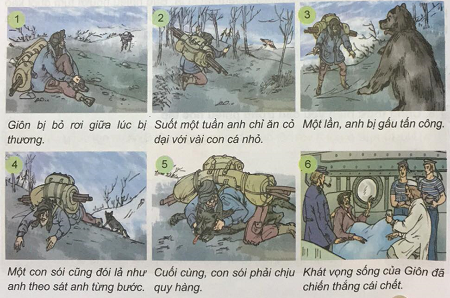 1
2
3
Giôn bị bỏ rơi giữa lúc bị
thương.
Suốt một tuần anh chỉ ăn cỏ
dại với vài con cá nhỏ.
Một lần, anh bị gấu tấn công.
4
5
6
Một con sói cũng đói lả như
anh theo sát anh từng bước.
Cuối cùng, con sói phải chịu
quy hàng.
Khát vọng sống của Giôn đã
chiến thắng cái chết.